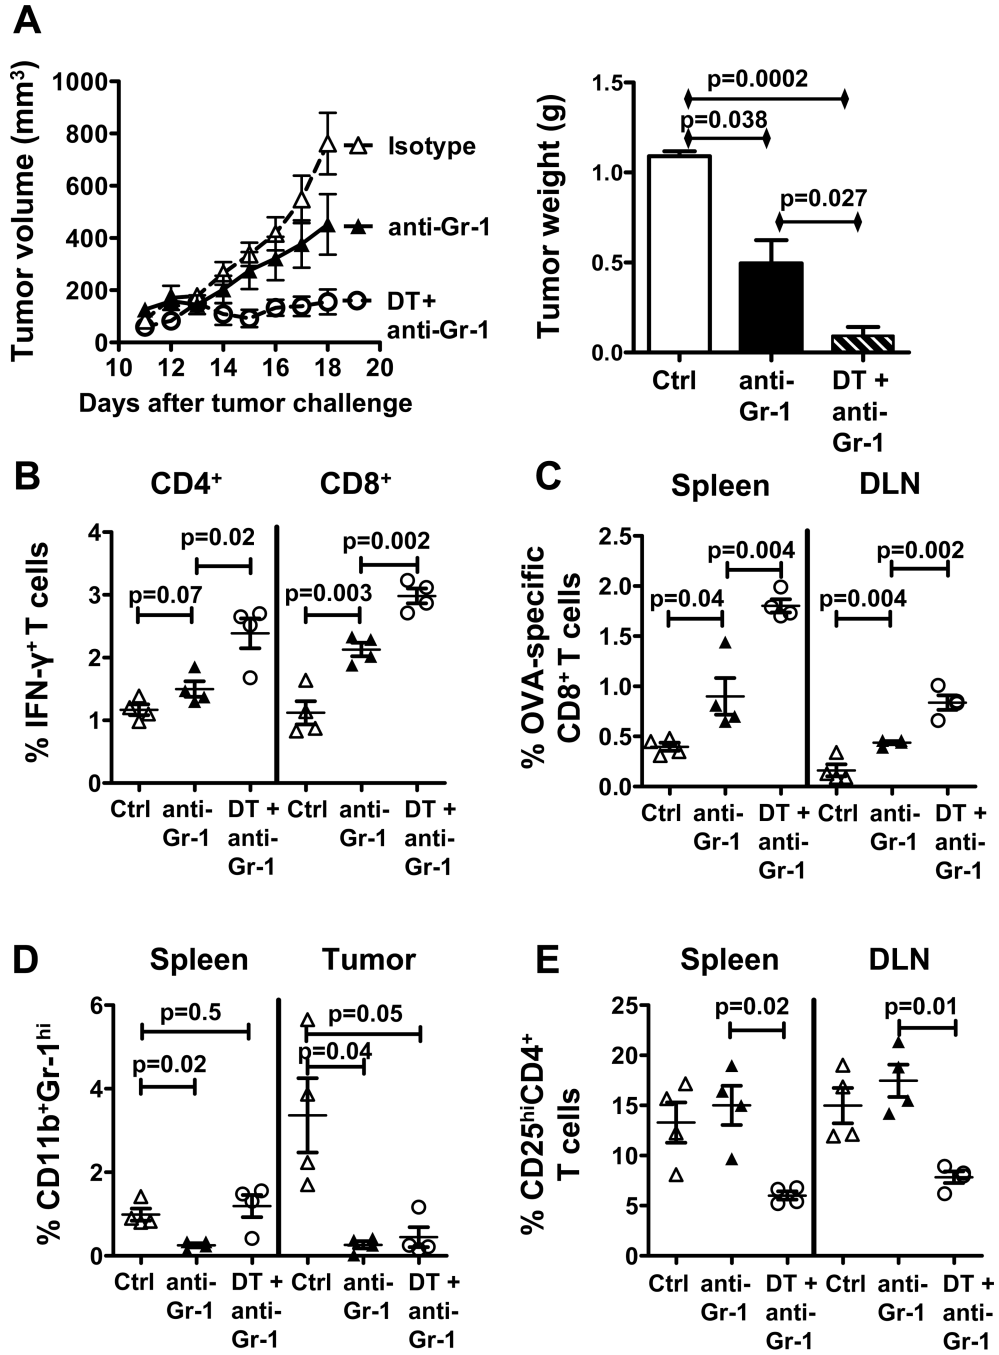 A
Tumor volume (mm³)
1000
800
600
400
200
0
10
12
14
16
18
20
Days after tumor challenge
Isotype
anti-Gr-1
DT+
anti-Gr-1
Tumor weight (g)
1.5
1.0
0.5
0.0
p=0.0002
p=0.038
p=0.027
Ctrl
anti-
Gr-1
DT +
anti-
Gr-1
B
CD4⁺
CD8⁺
% IFN-γ⁺ T cells
4
3
2
1
0
p=0.02
p=0.07
p=0.002
p=0.003
Ctrl
anti-
Gr-1
DT +
anti-
Gr-1
Ctrl
anti-
Gr-1
DT +
anti-
Gr-1
C
Spleen
DLN
% OVA-specific
CD8⁺ T cells
2.5
2.0
1.5
1.0
0.5
0.0
p=0.004
p=0.04
p=0.002
p=0.004
Ctrl
anti-
Gr-1
DT +
anti-
Gr-1
Ctrl
anti-
Gr-1
DT +
anti-
Gr-1
D
Spleen
Tumor
% CD11b⁺Gr-1ʰⁱ
6
4
2
0
p=0.5
p=0.02
p=0.05
p=0.04
Ctrl
anti-
Gr-1
DT +
anti-
Gr-1
Ctrl
anti-
Gr-1
DT +
anti-
Gr-1
E
Spleen
DLN
% CD25ʰⁱCD4⁺
T cells
25
20
15
10
5
0
p=0.02
p=0.01
Ctrl
anti-
Gr-1
DT +
anti-
Gr-1
Ctrl
anti-
Gr-1
DT +
anti-
Gr-1